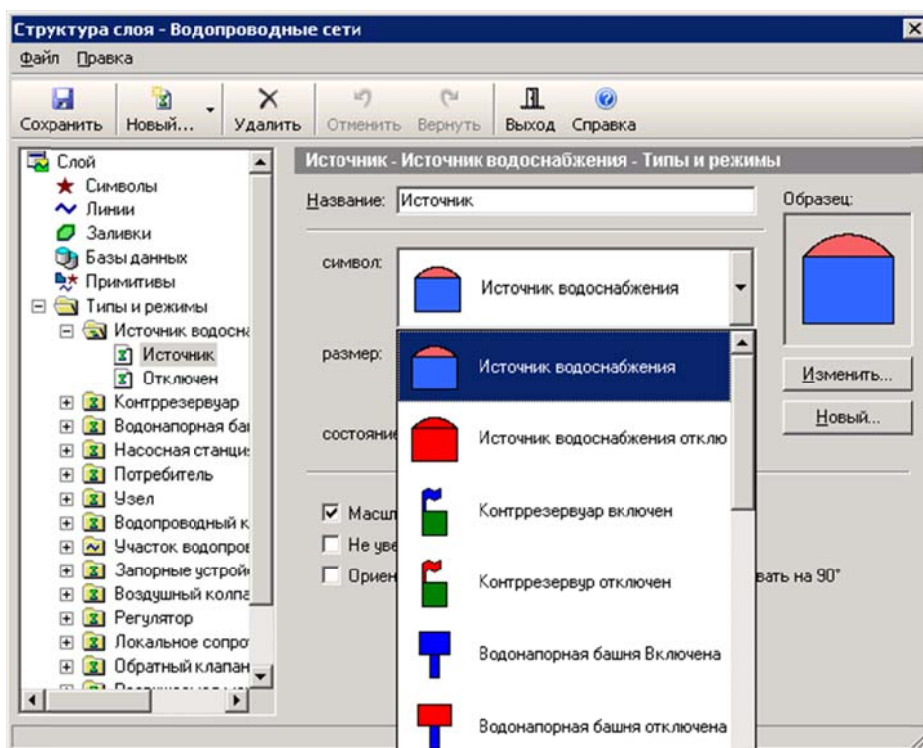 Структура слоя - Водопроводные сети
Файл Правка
Сохранить Новый... Удалить Отменить Вернуть Выход Справка
Слой
Символы
Линии
Заливки
Базы данных
Примитивы
Типы и режимы
Источник водосна
Источник
Отключен
Контррезервуар
Водонапорная ба
Насосная станци
Потребитель
Узел
Водопроводный к
Участок водопров
Запорные устрой
Воздушный колпа
Регулятор
Локальное сопро
Обратный клапан
Источник - Источник водоснабжения - Типы и режимы
Название: Источник
Образец:
символ: Источник водоснабжения
размер:
состояние
Источник водоснабжения
Источник водоснабжения отклю
Контррезервуар включен
Контррезервур отключен
Водонапорная башня Включена
Водонапорная башня отключена
Изменить...
Новый...
Масш
Не уве
Ориен вать на 90°